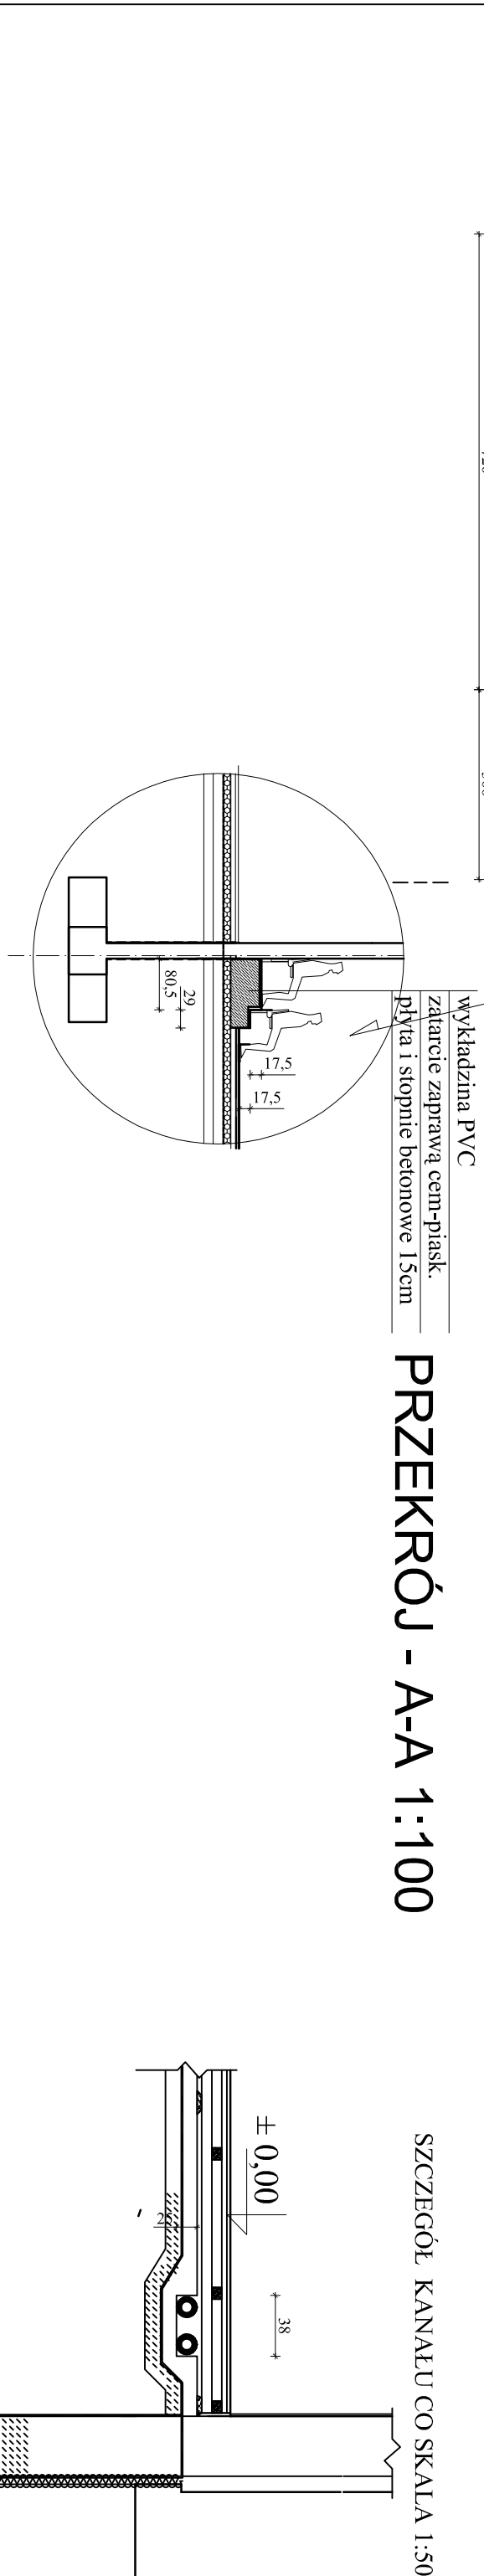 wykładzina PVC
zatarcie zaprawą cem-piask.
płyta i stopnie betonowe 15cm
29
80,5
17,5
17,5
PRZEKRÓJ - A-A 1:100
SZCZEGÓŁ KANAŁU CO SKALA 1:50
± 0,00
38
25